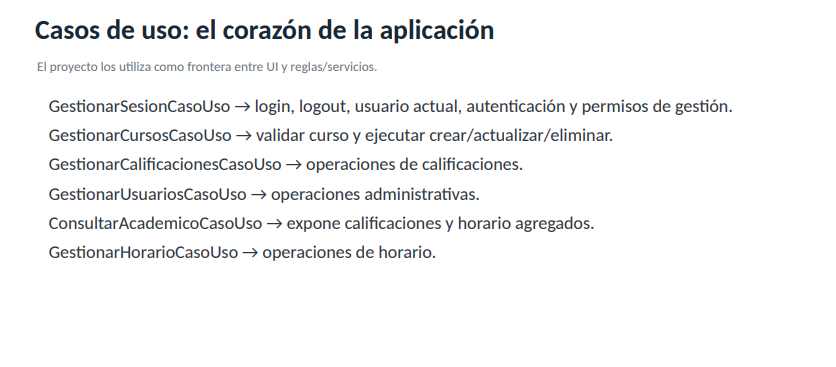 Casos de uso: el corazón de la aplicación
El proyecto los utiliza como frontera entre UI y reglas/servicios.
GestionarSesionCasoUso → login, logout, usuario actual, autenticación y permisos de gestión.
GestionarCursosCasoUso → validar curso y ejecutar crear/actualizar/eliminar.
GestionarCalificacionesCasoUso → operaciones de calificaciones.
GestionarUsuariosCasoUso → operaciones administrativas.
ConsultarAcademicoCasoUso → expone calificaciones y horario agregados.
GestionarHorarioCasoUso → operaciones de horario.